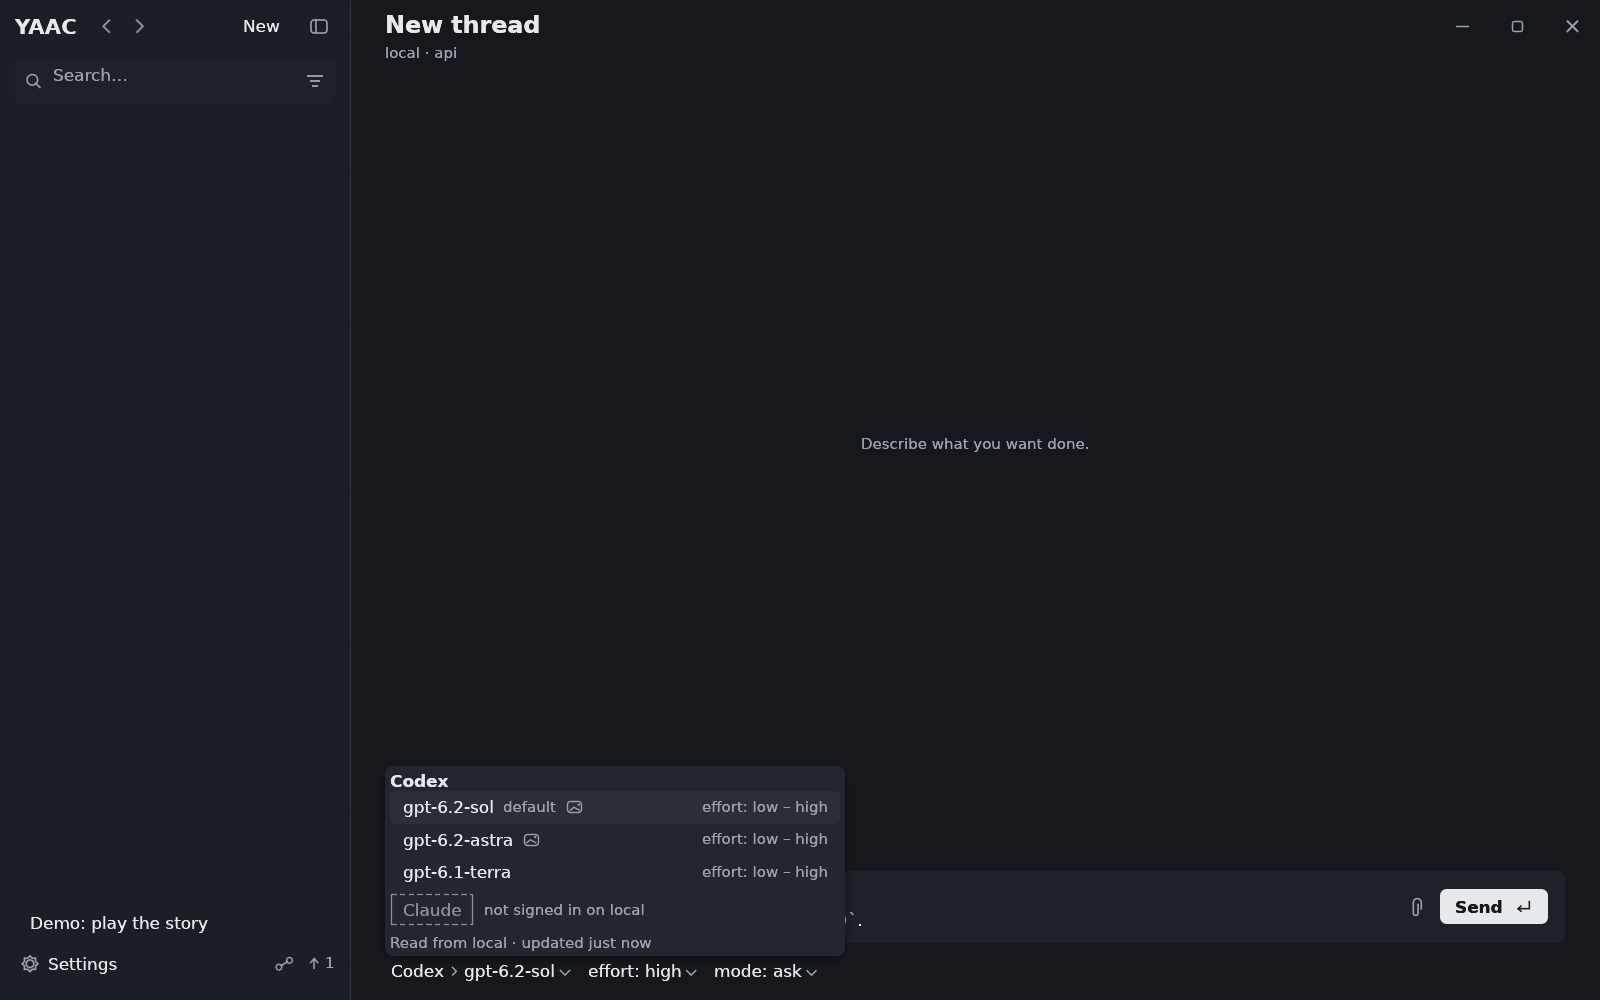 YAAC
New
Search...
New thread
local · api
Describe what you want done.
Codex
gpt-6.2-sol default effort: low – high
gpt-6.2-astra effort: low – high
gpt-6.1-terra effort: low – high
Claude not signed in on local
Read from local · updated just now
`.
Send
Codex > gpt-6.2-sol effort: high mode: ask
Demo: play the story
Settings
1